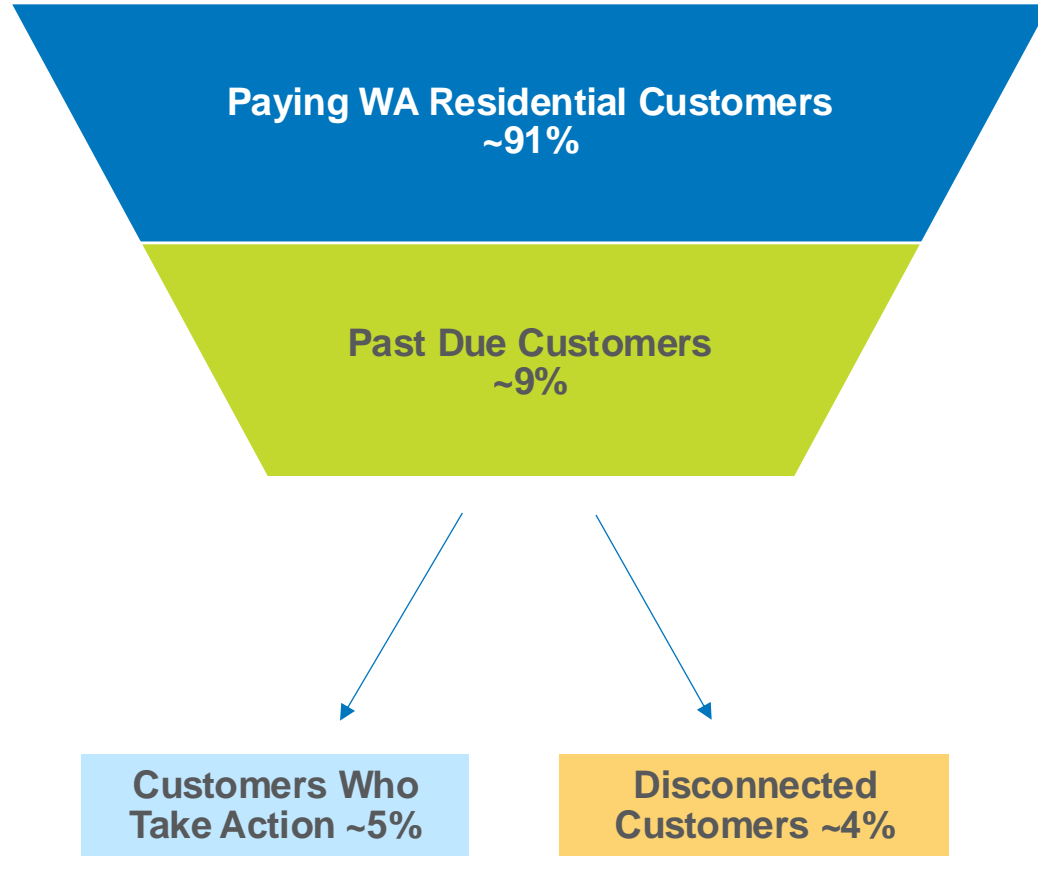 Paying WA Residential Customers
~91%
Past Due Customers
~9%
Customers Who
Take Action ~5%
Disconnected
Customers ~4%